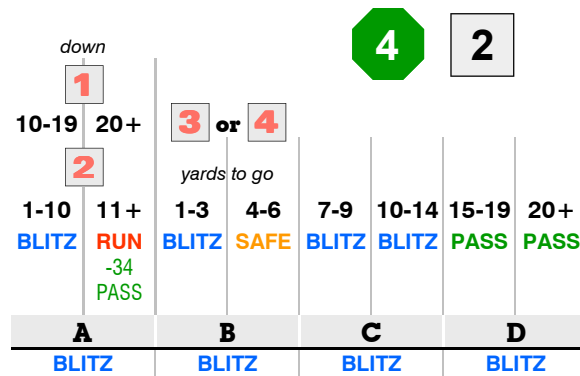 4 2
down
1
10-19 20+ 3 or 4
2 yards to go
1-10 11+ 1-3 4-6 7-9 10-14 15-19 20+
BLITZ RUN BLITZ SAFE BLITZ BLITZ PASS PASS
-34
PASS
A B C D
BLITZ BLITZ BLITZ BLITZ